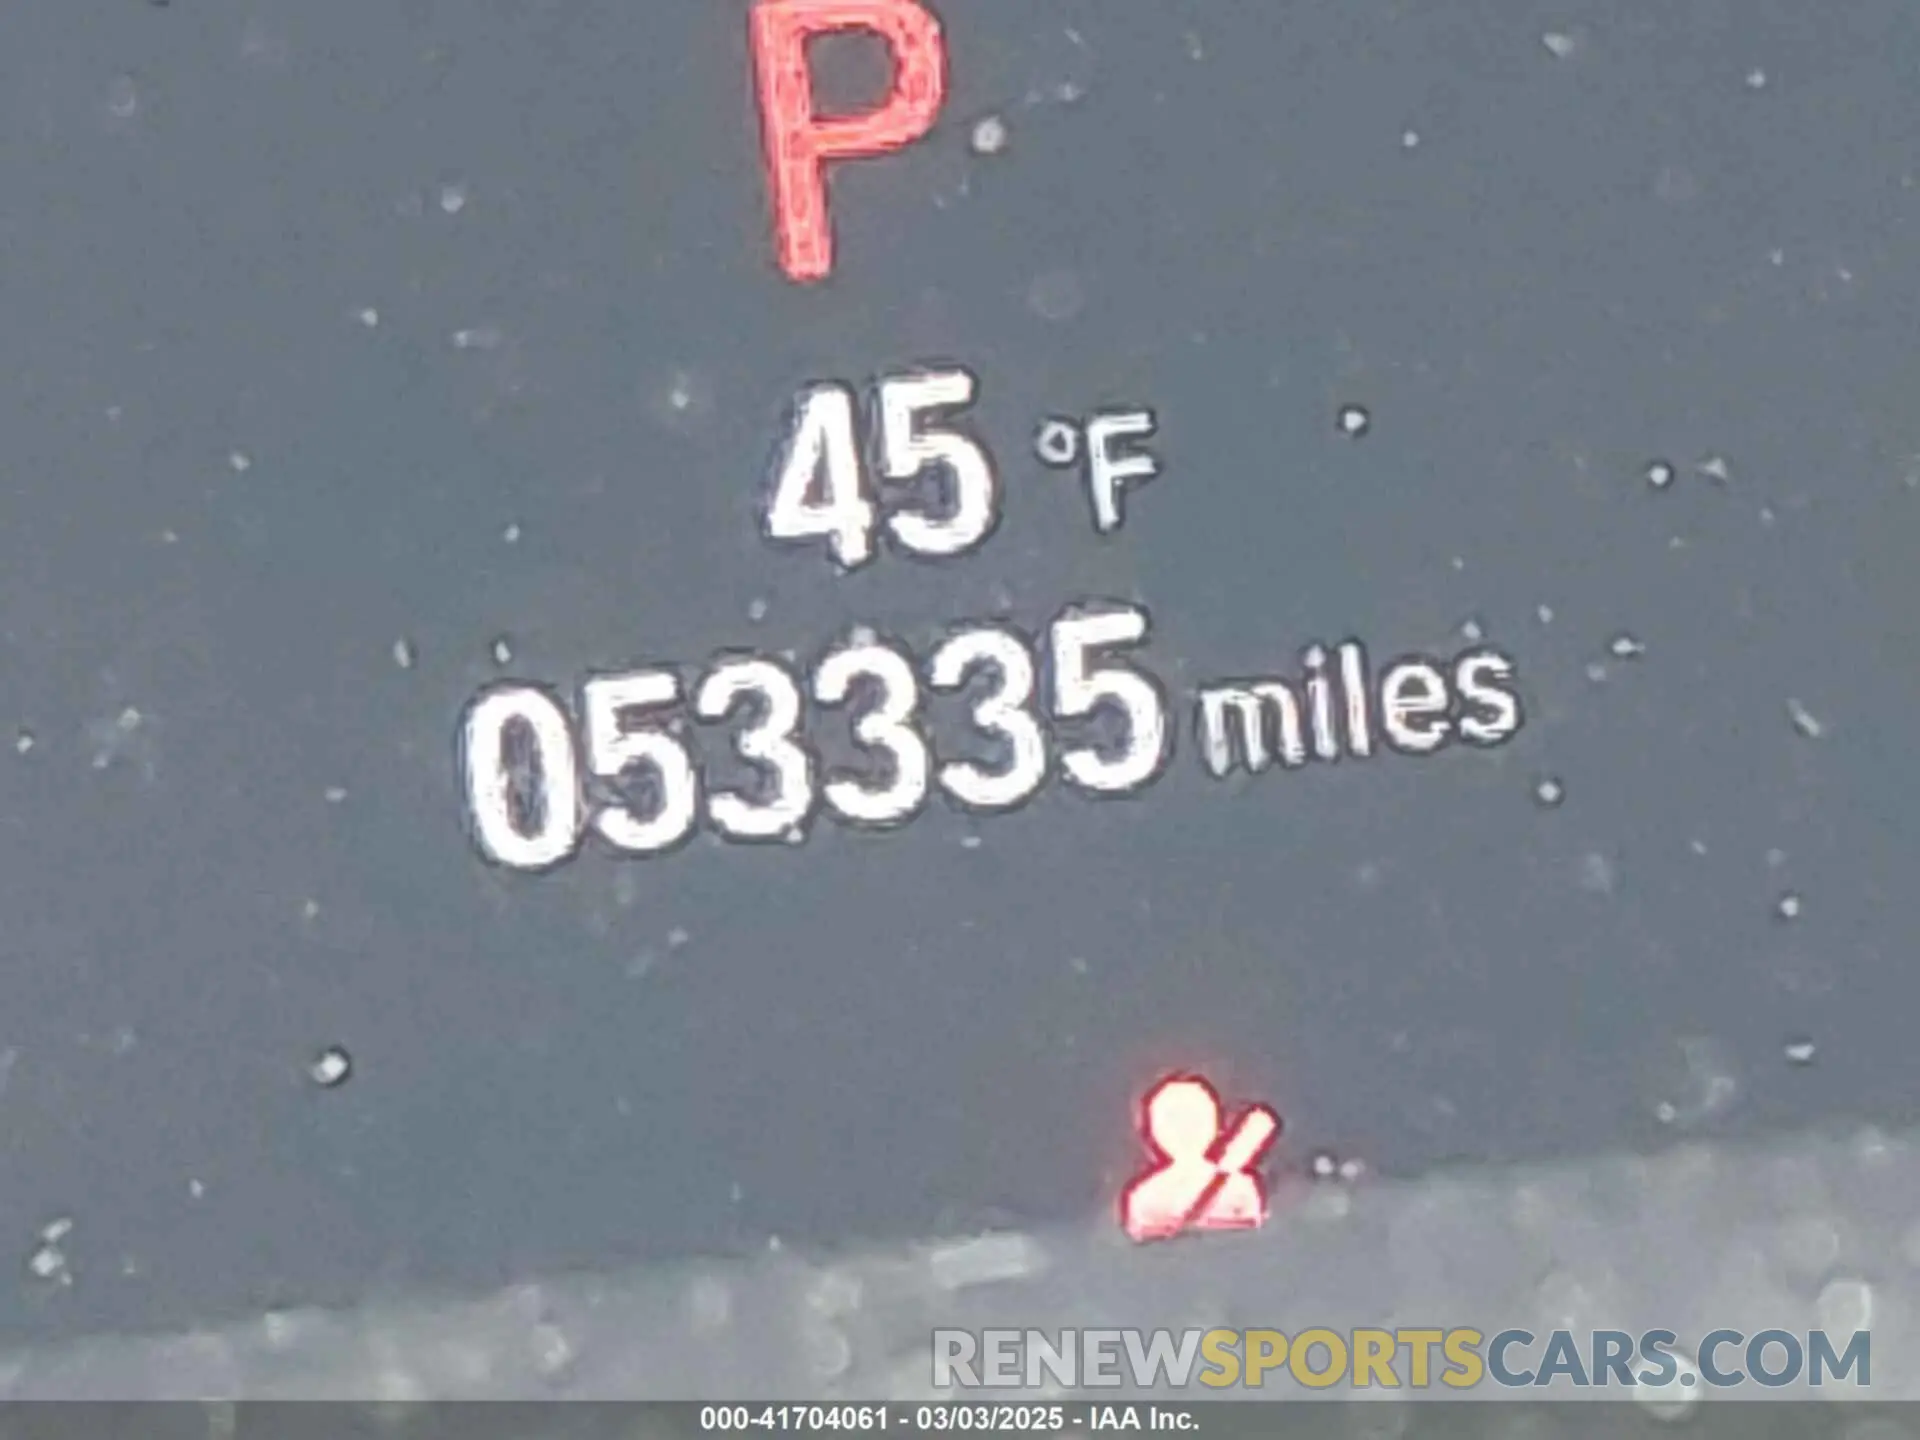 P
45 °F
053335 miles
RENEWSPORTSCARS.COM
000-41704061 - 03/03/2025 - IAA Inc.